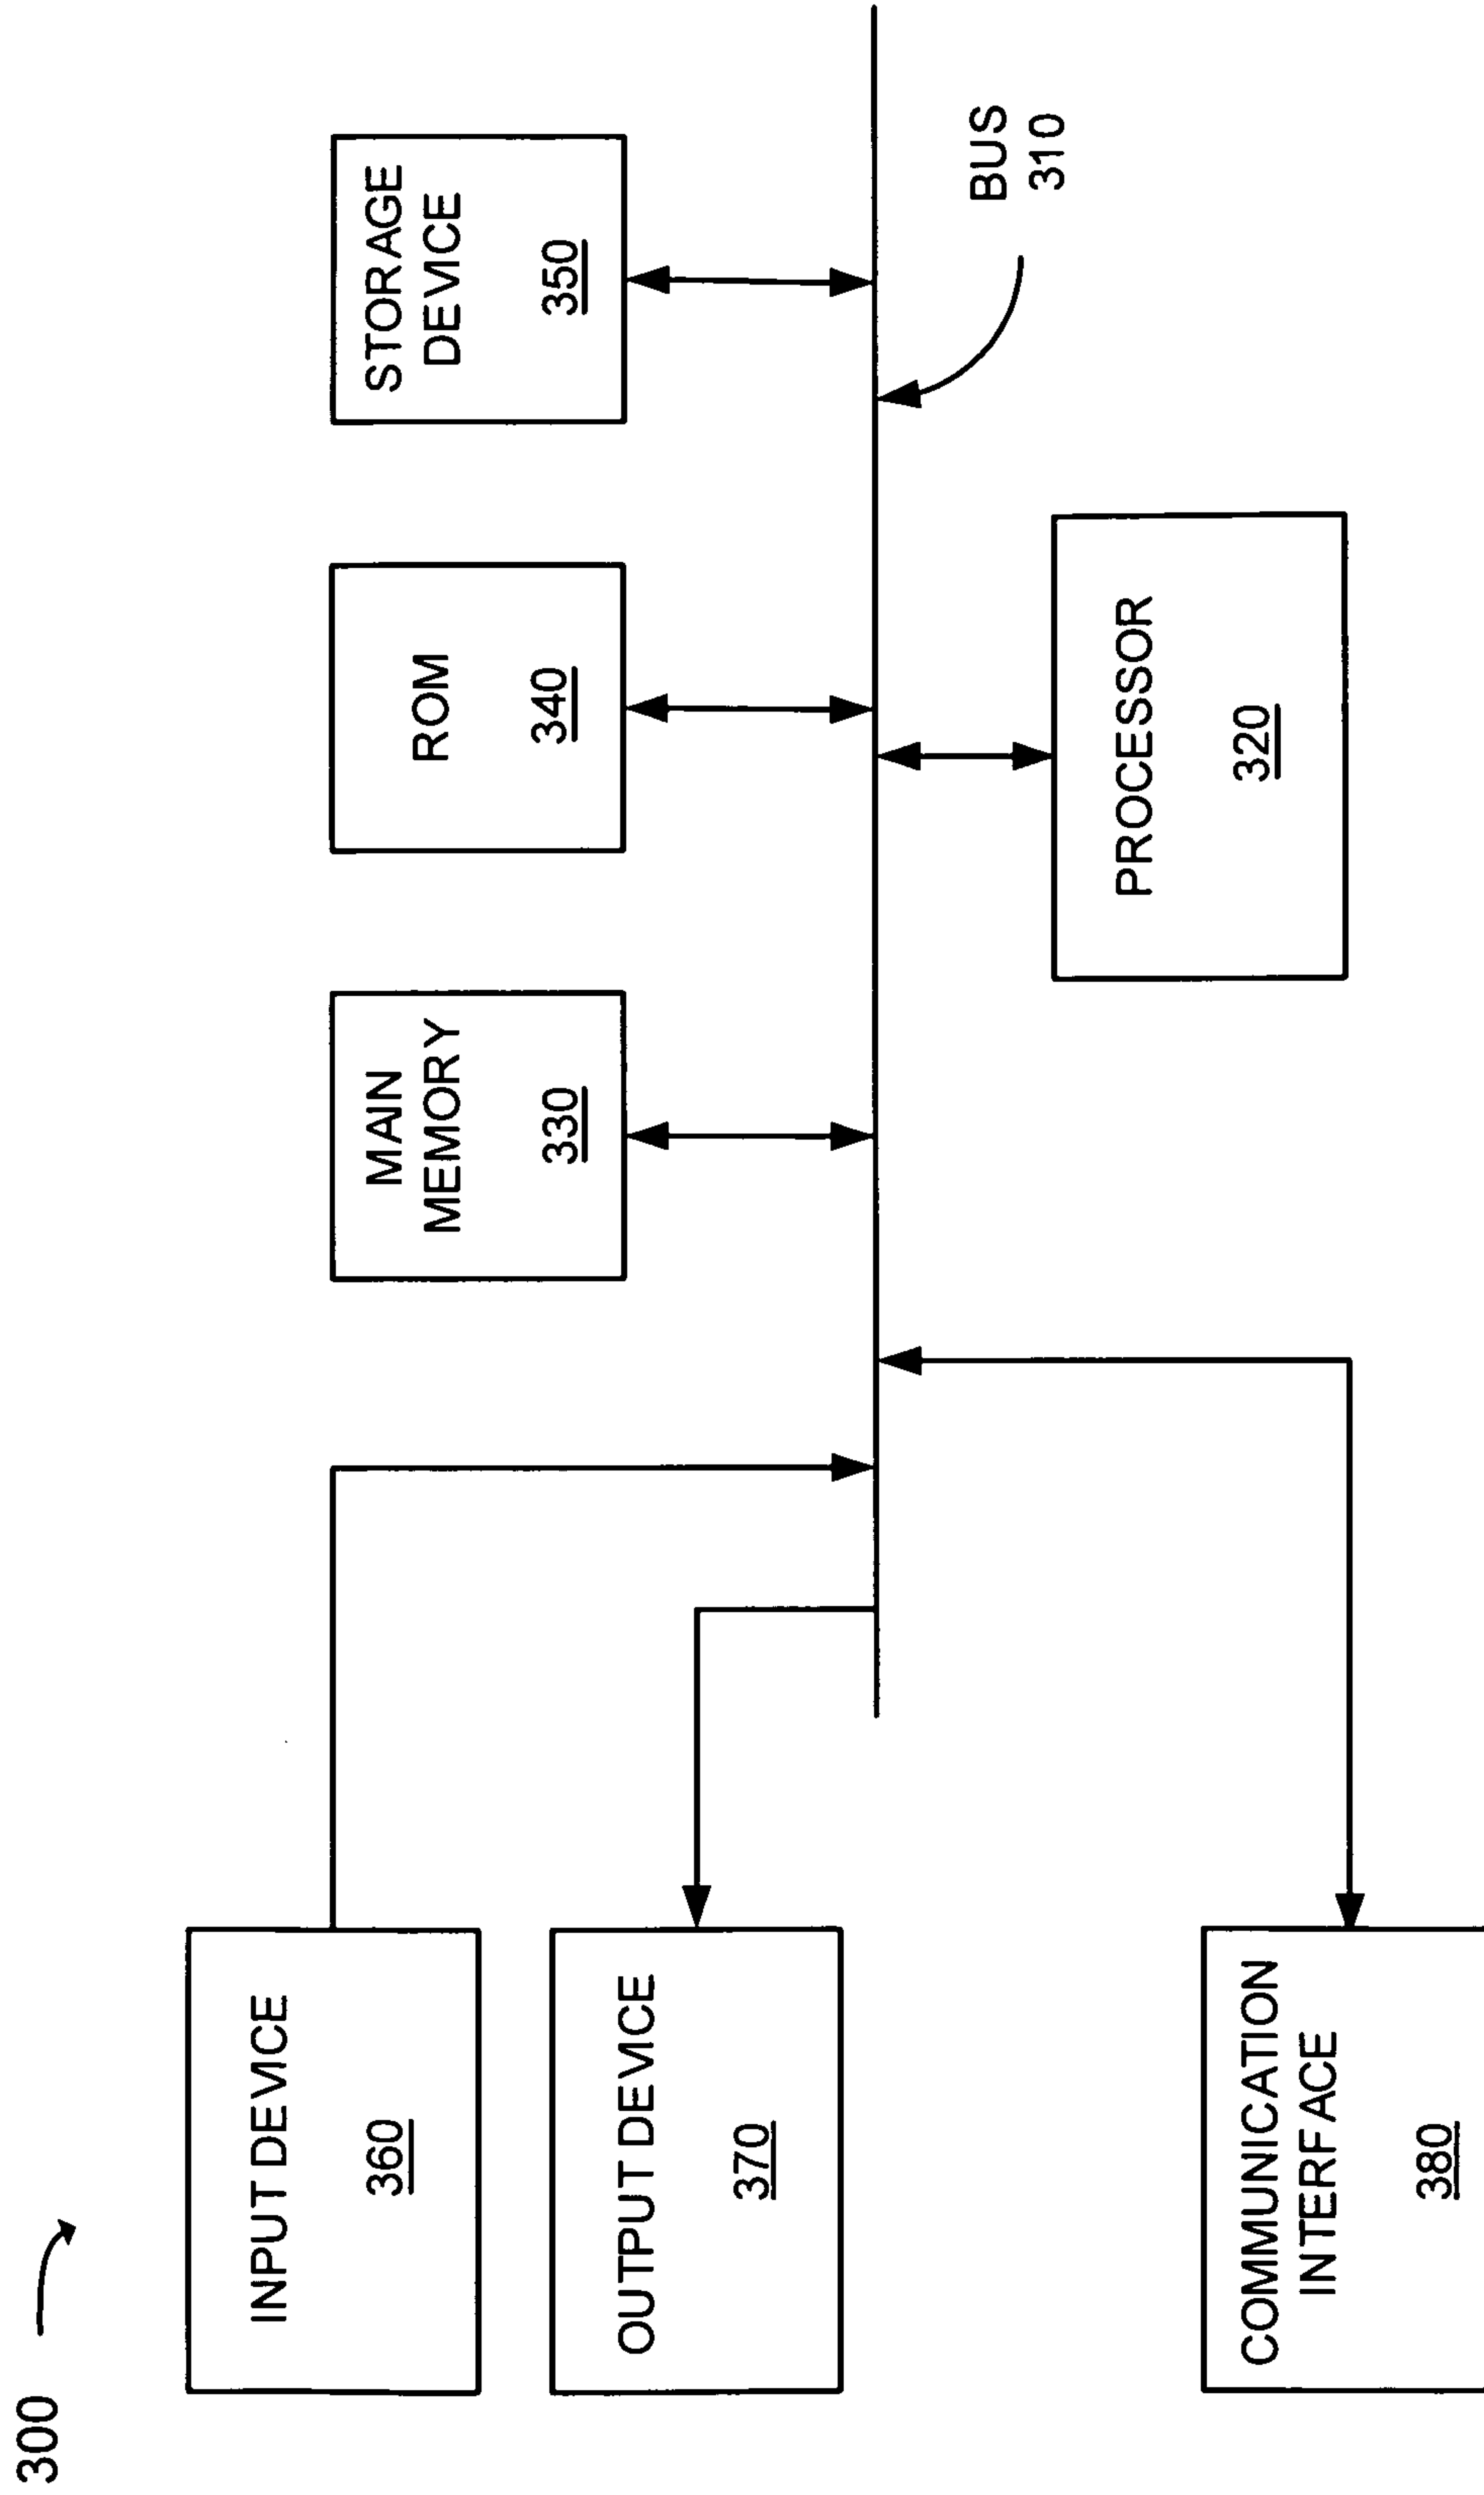 300
INPUT DEVICE
360
OUTPUT DEVICE
370
COMMUNICATION
INTERFACE
380
MAIN
MEMORY
330
ROM
340
STORAGE
DEVICE
350
PROCESSOR
320
BUS
310